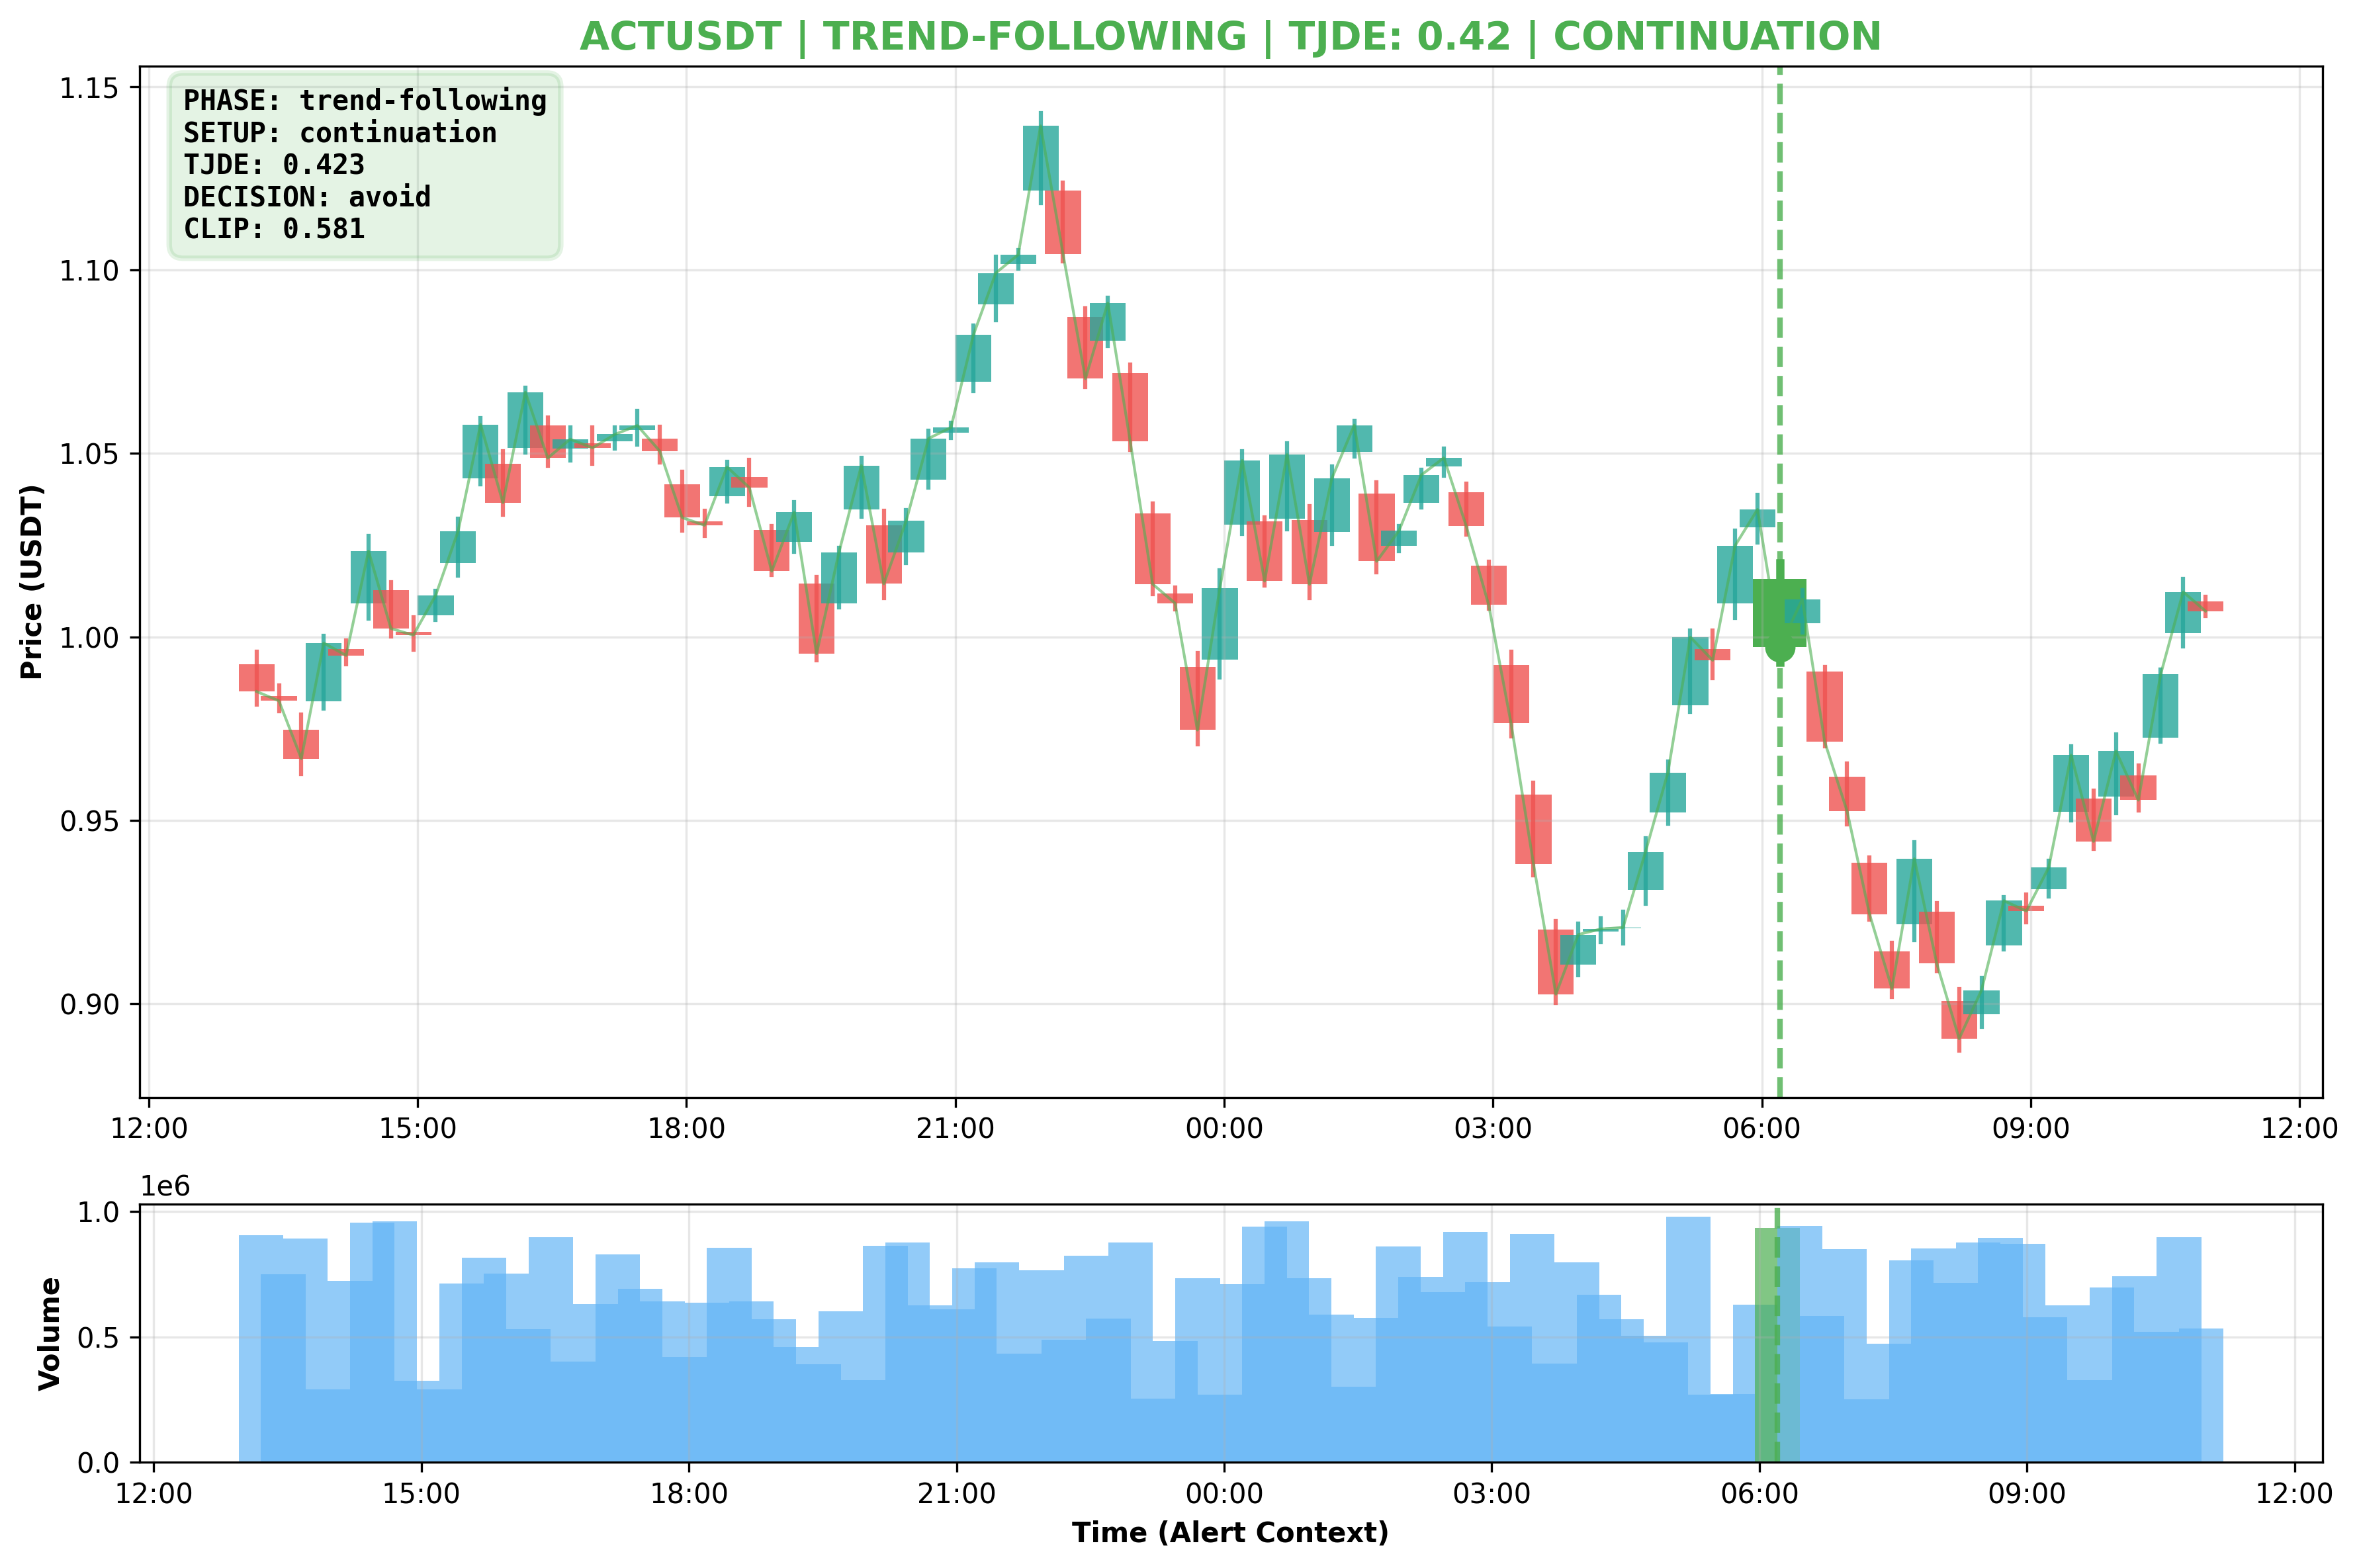 ACTUSDT | TREND-FOLLOWING | TJDE: 0.42 | CONTINUATION
PHASE: trend-following
SETUP: continuation
TJDE: 0.423
DECISION: avoid
CLIP: 0.581
Price (USDT)
1.15
1.10
1.05
1.00
0.95
0.90
12:00 15:00 18:00 21:00 00:00 03:00 06:00 09:00 12:00
1e6
Volume
1.0
0.5
0.0
12:00 15:00 18:00 21:00 00:00 03:00 06:00 09:00 12:00
Time (Alert Context)